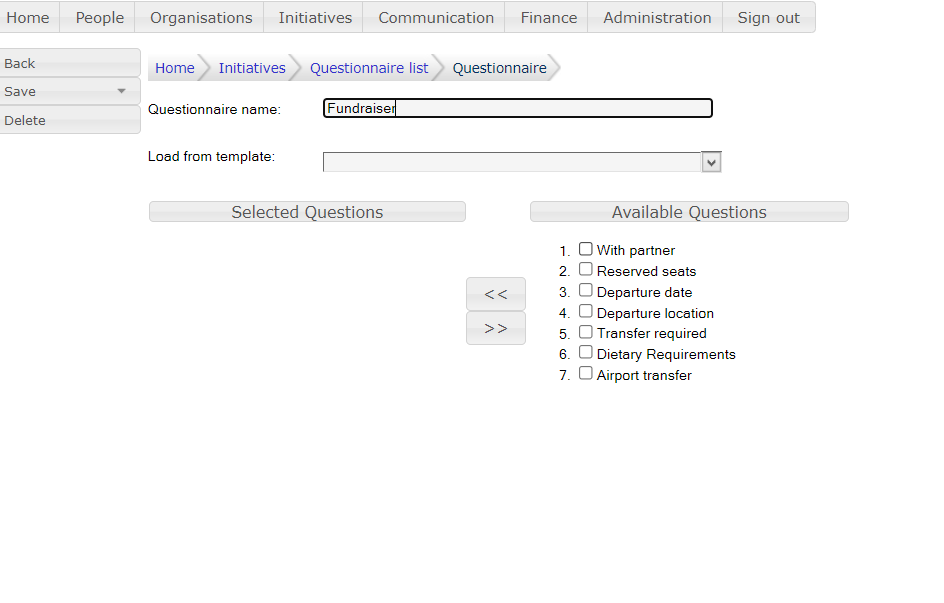 Home People Organisations Initiatives Communication Finance Administration Sign out
Back
Save
Delete
Home Initiatives Questionnaire list Questionnaire
Questionnaire name: Fundraiser
Load from template:
Selected Questions Available Questions
1. With partner
2. Reserved seats
<< 3. Departure date
4. Departure location
>> 5. Transfer required
6. Dietary Requirements
7. Airport transfer